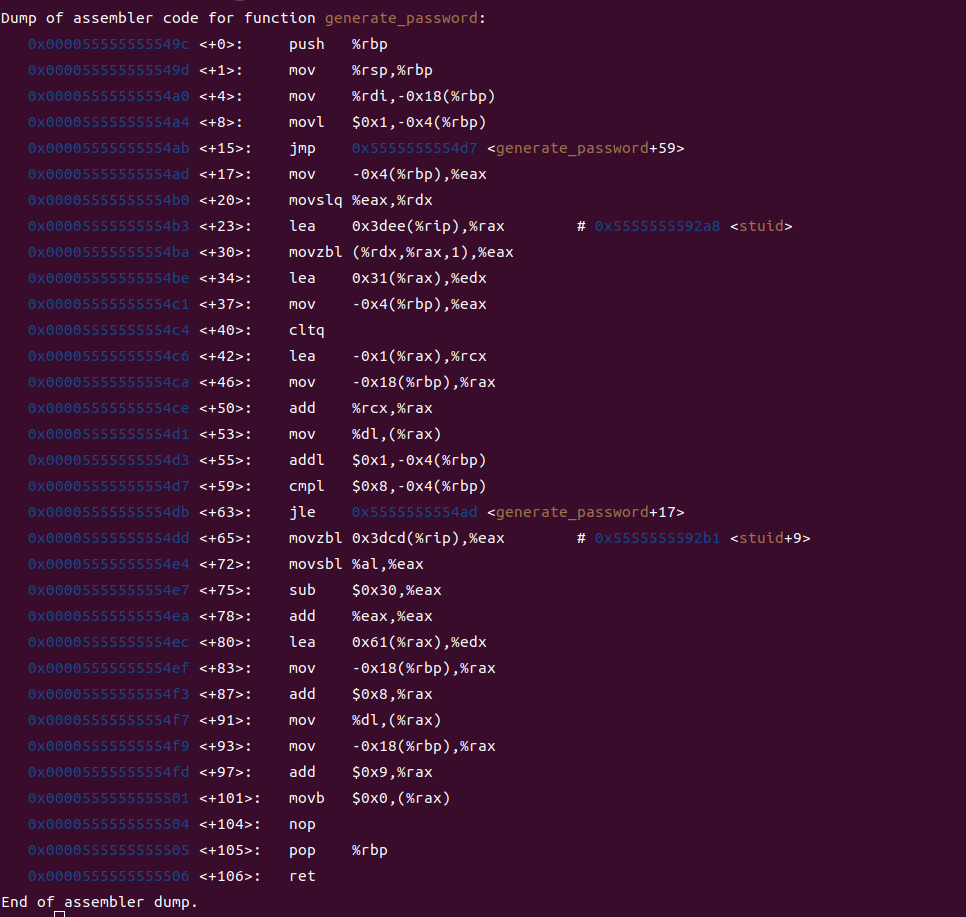 Dump of assembler code for function generate_password:
   0x000055555555549c <+0>:     push   %rbp
   0x000055555555549d <+1>:     mov    %rsp,%rbp
   0x00005555555554a0 <+4>:     mov    %rdi,-0x18(%rbp)
   0x00005555555554a4 <+8>:     movl   $0x1,-0x4(%rbp)
   0x00005555555554ab <+15>:    jmp    0x5555555554d7 <generate_password+59>
   0x00005555555554ad <+17>:    mov    -0x4(%rbp),%eax
   0x00005555555554b0 <+20>:    movslq %eax,%rdx
   0x00005555555554b3 <+23>:    lea    0x3dee(%rip),%rax        # 0x5555555592a8 <stuid>
   0x00005555555554ba <+30>:    movzbl (%rdx,%rax,1),%eax
   0x00005555555554be <+34>:    lea    0x31(%rax),%edx
   0x00005555555554c1 <+37>:    mov    -0x4(%rbp),%eax
   0x00005555555554c4 <+40>:    cltq
   0x00005555555554c6 <+42>:    lea    -0x1(%rax),%rcx
   0x00005555555554ca <+46>:    mov    -0x18(%rbp),%rax
   0x00005555555554ce <+50>:    add    %rcx,%rax
   0x00005555555554d1 <+53>:    mov    %dl,(%rax)
   0x00005555555554d3 <+55>:    addl   $0x1,-0x4(%rbp)
   0x00005555555554d7 <+59>:    cmpl   $0x8,-0x4(%rbp)
   0x00005555555554db <+63>:    jle    0x5555555554ad <generate_password+17>
   0x00005555555554dd <+65>:    movzbl 0x3dcd(%rip),%eax        # 0x5555555592b1 <stuid+9>
   0x00005555555554e4 <+72>:    movsbl %al,%eax
   0x00005555555554e7 <+75>:    sub    $0x30,%eax
   0x00005555555554ea <+78>:    add    %eax,%eax
   0x00005555555554ec <+80>:    lea    0x61(%rax),%edx
   0x00005555555554ef <+83>:    mov    -0x18(%rbp),%rax
   0x00005555555554f3 <+87>:    add    $0x8,%rax
   0x00005555555554f7 <+91>:    mov    %dl,(%rax)
   0x00005555555554f9 <+93>:    mov    -0x18(%rbp),%rax
   0x00005555555554fd <+97>:    add    $0x9,%rax
   0x0000555555555501 <+101>:   movb   $0x0,(%rax)
   0x0000555555555504 <+104>:   nop
   0x0000555555555505 <+105>:   pop    %rbp
   0x0000555555555506 <+106>:   ret
End of assembler dump.